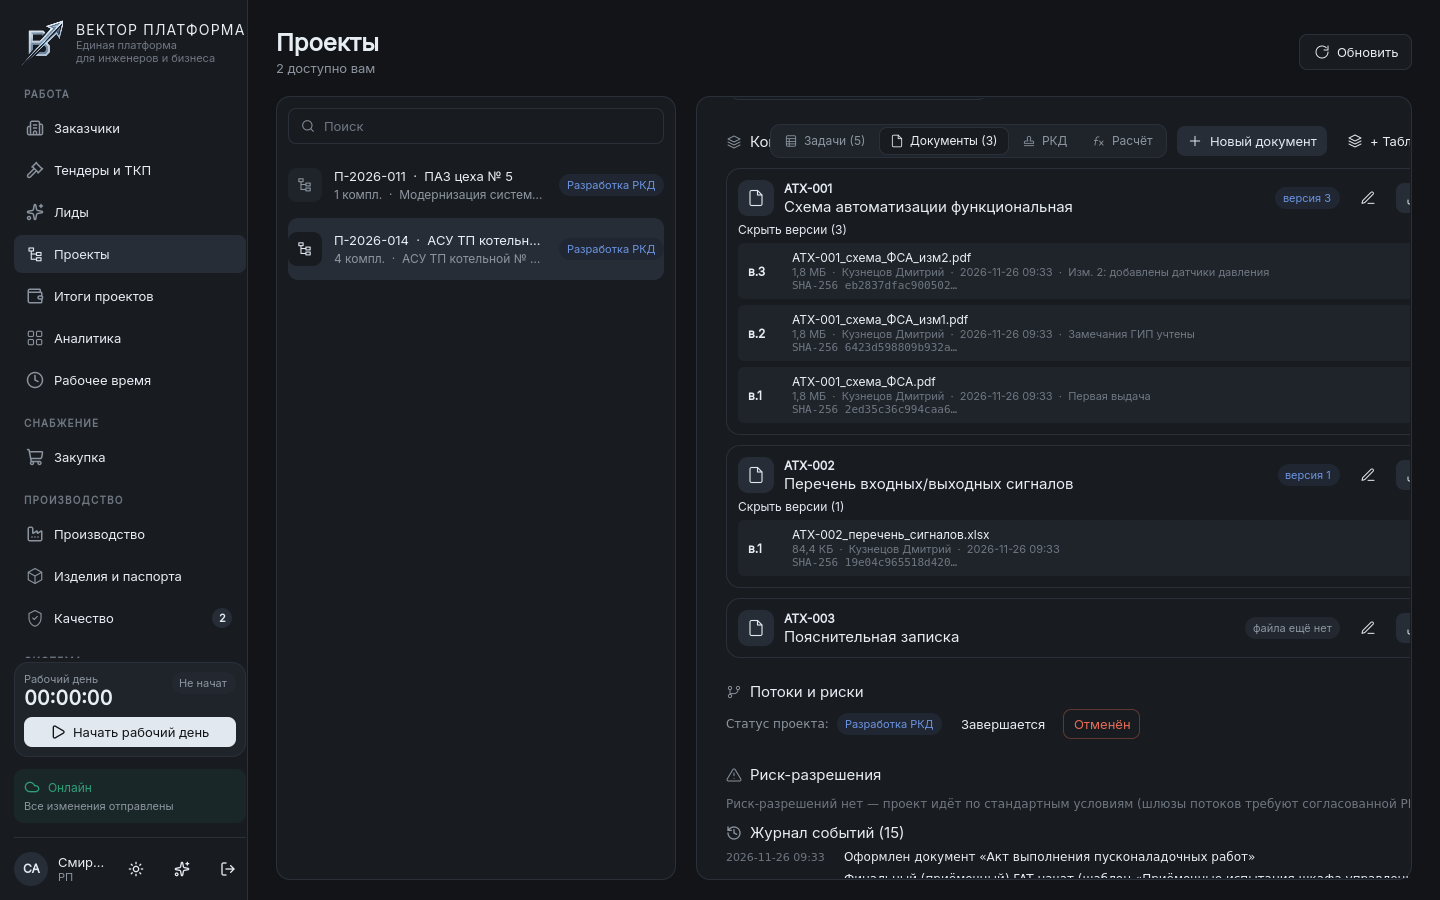 ВЕКТОР ПЛАТФОРМА
Единая платформа
для инженеров и бизнеса
РАБОТА
Заказчики
Тендеры и ТКП
Лиды
Проекты
Итоги проектов
Аналитика
Рабочее время
СНАБЖЕНИЕ
Закупка
ПРОИЗВОДСТВО
Производство
Изделия и паспорта
Качество
2
Рабочий день
Не начат
00:00:00
Начать рабочий день
Онлайн
Все изменения отправлены
СА
Смир...
РП
Проекты
2 доступно вам
Обновить
Поиск
П-2026-011 · ПАЗ цеха № 5
1 компл. · Модернизация систем...
Разработка РКД
П-2026-014 · АСУ ТП котельн...
4 компл. · АСУ ТП котельной № ...
Разработка РКД
Задачи (5)
Документы (3)
РКД
fx Расчёт
Новый документ
АТХ-001
Схема автоматизации функциональная
версия 3
Скрыть версии (3)
в.3
АТХ-001_схема_ФСА_изм2.pdf
1,8 МБ · Кузнецов Дмитрий · 2026-11-26 09:33 · Изм. 2: добавлены датчики давления
SHA-256 eb2837dfac900502…
в.2
АТХ-001_схема_ФСА_изм1.pdf
1,8 МБ · Кузнецов Дмитрий · 2026-11-26 09:33 · Замечания ГИП учтены
SHA-256 6423d598809b932a…
в.1
АТХ-001_схема_ФСА.pdf
1,8 МБ · Кузнецов Дмитрий · 2026-11-26 09:33 · Первая выдача
SHA-256 2ed35c36c994caa6…
АТХ-002
Перечень входных/выходных сигналов
версия 1
Скрыть версии (1)
в.1
АТХ-002_перечень_сигналов.xlsx
84,4 КБ · Кузнецов Дмитрий · 2026-11-26 09:33
SHA-256 19e04c965518d420…
АТХ-003
Пояснительная записка
файла ещё нет
Потоки и риски
Статус проекта:
Разработка РКД
Завершается
Отменён
Риск-разрешения
Риск-разрешений нет — проект идёт по стандартным условиям (шлюзы потоков требуют согласованной
Журнал событий (15)
2026-11-26 09:33
Оформлен документ «Акт выполнения пусконаладочных работ»